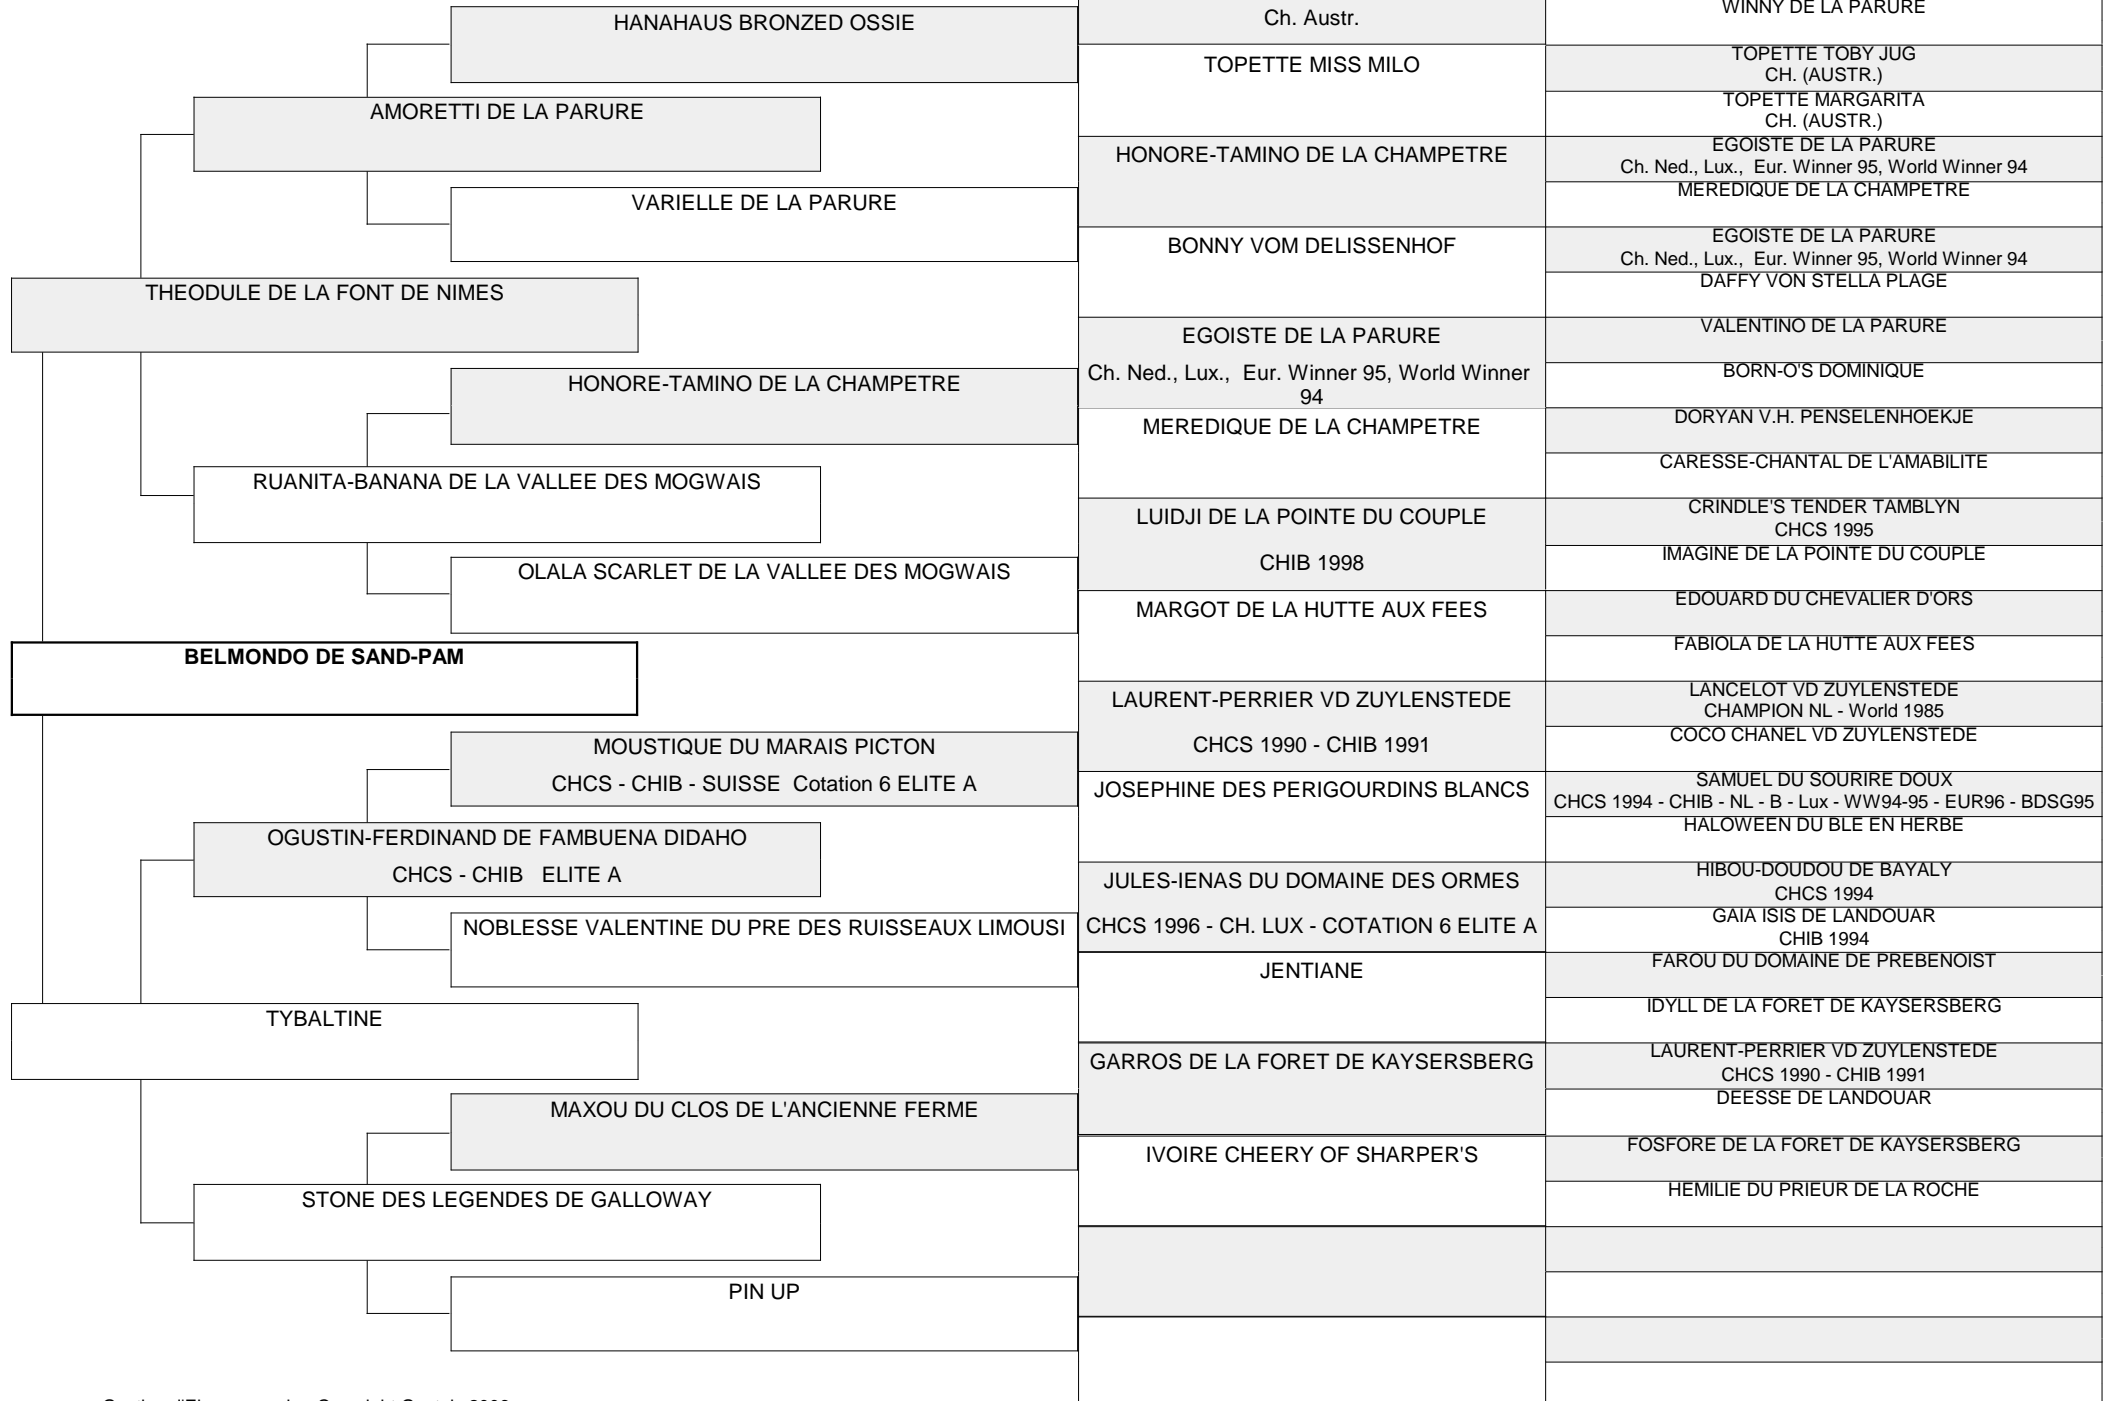 HANAHAUS BRONZED OSSIE
AMORETTI DE LA PARURE
VARIELLE DE LA PARURE
THEODULE DE LA FONT DE NIMES
HONORE-TAMINO DE LA CHAMPETRE
RUANITA-BANANA DE LA VALLEE DES MOGWAIS
OLALA SCARLET DE LA VALLEE DES MOGWAIS
BELMONDO DE SAND-PAM
MOUSTIQUE DU MARAIS PICTON
CHCS - CHIB - SUISSE Cotation 6 ELITE A
OGUSTIN-FERDINAND DE FAMBUENA DIDAHO
CHCS - CHIB ELITE A
NOBLESSE VALENTINE DU PRE DES RUISSEAUX LIMOUSI
TYBALTINE
MAXOU DU CLOS DE L'ANCIENNE FERME
STONE DES LEGENDES DE GALLOWAY
PIN UP
Ch. Austr.
TOPETTE MISS MILO
HONORE-TAMINO DE LA CHAMPETRE
BONNY VOM DELISSENHOF
EGOISTE DE LA PARURE
Ch. Ned., Lux., Eur. Winner 95, World Winner
94
MEREDIQUE DE LA CHAMPETRE
LUIDJI DE LA POINTE DU COUPLE
CHIB 1998
MARGOT DE LA HUTTE AUX FEES
LAURENT-PERRIER VD ZUYLENSTEDE
CHCS 1990 - CHIB 1991
JOSEPHINE DES PERIGOURDINS BLANCS
JULES-IENAS DU DOMAINE DES ORMES
CHCS 1996 - CH. LUX - COTATION 6 ELITE A
JENTIANE
GARROS DE LA FORET DE KAYSERSBERG
IVOIRE CHEERY OF SHARPER'S
WINNY DE LA PARURE
TOPETTE TOBY JUG
CH. (AUSTR.)
TOPETTE MARGARITA
CH. (AUSTR.)
EGOISTE DE LA PARURE
Ch. Ned., Lux., Eur. Winner 95, World Winner 94
MEREDIQUE DE LA CHAMPETRE
EGOISTE DE LA PARURE
Ch. Ned., Lux., Eur. Winner 95, World Winner 94
DAFFY VON STELLA PLAGE
VALENTINO DE LA PARURE
BORN-O'S DOMINIQUE
DORYAN V.H. PENSELENHOEKJE
CARESSE-CHANTAL DE L'AMABILITE
CRINDLE'S TENDER TAMBLYN
CHCS 1995
IMAGINE DE LA POINTE DU COUPLE
EDOUARD DU CHEVALIER D'ORS
FABIOLA DE LA HUTTE AUX FEES
LANCELOT VD ZUYLENSTEDE
CHAMPION NL - World 1985
COCO CHANEL VD ZUYLENSTEDE
SAMUEL DU SOURIRE DOUX
CHCS 1994 - CHIB - NL - B - Lux - WW94-95 - EUR96 - BDSG95
HALOWEEN DU BLE EN HERBE
HIBOU-DOUDOU DE BAYALY
CHCS 1994
GAIA ISIS DE LANDOUAR
CHIB 1994
FAROU DU DOMAINE DE PREBENOIST
IDYLL DE LA FORET DE KAYSERSBERG
LAURENT-PERRIER VD ZUYLENSTEDE
CHCS 1990 - CHIB 1991
DEESSE DE LANDOUAR
FOSFORE DE LA FORET DE KAYSERSBERG
HEMILIE DU PRIEUR DE LA ROCHE